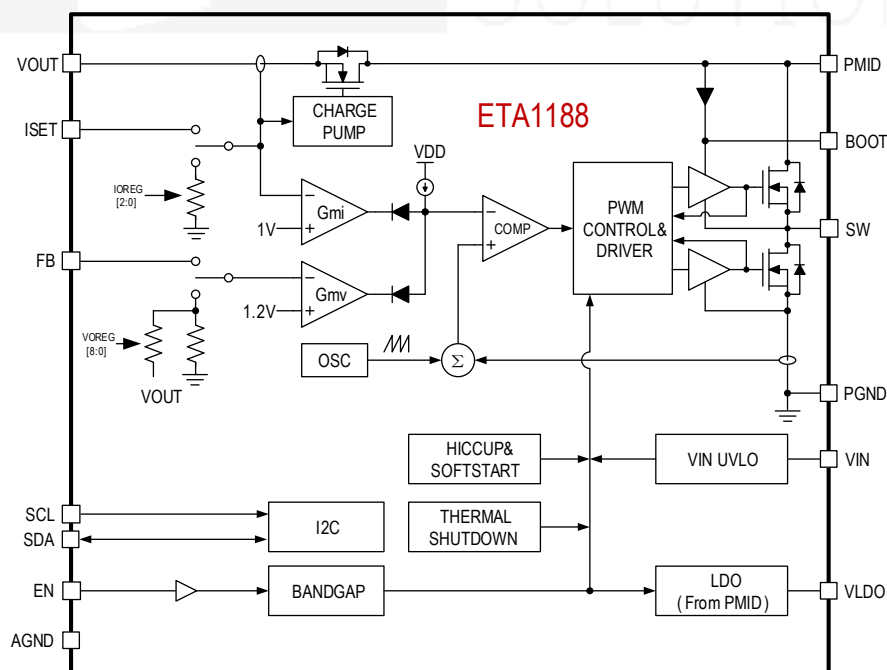 SOLUTION
VOUT
PMID
CHARGE
PUMP
ETA1188
ISET
BOOT
VDD
IOREG
[2:0]
Gmi
1V
COMP
PWM
CONTROL&
DRIVER
SW
FB
Gmv
1.2V
VOREG
[8:0]
OSC
Σ
VOUT
PGND
HICCUP&
SOFTSTART
VIN UVLO
VIN
SCL
SDA
I2C
THERMAL
SHUTDOWN
EN
BANDGAP
LDO
( From PMID )
VLDO
AGND